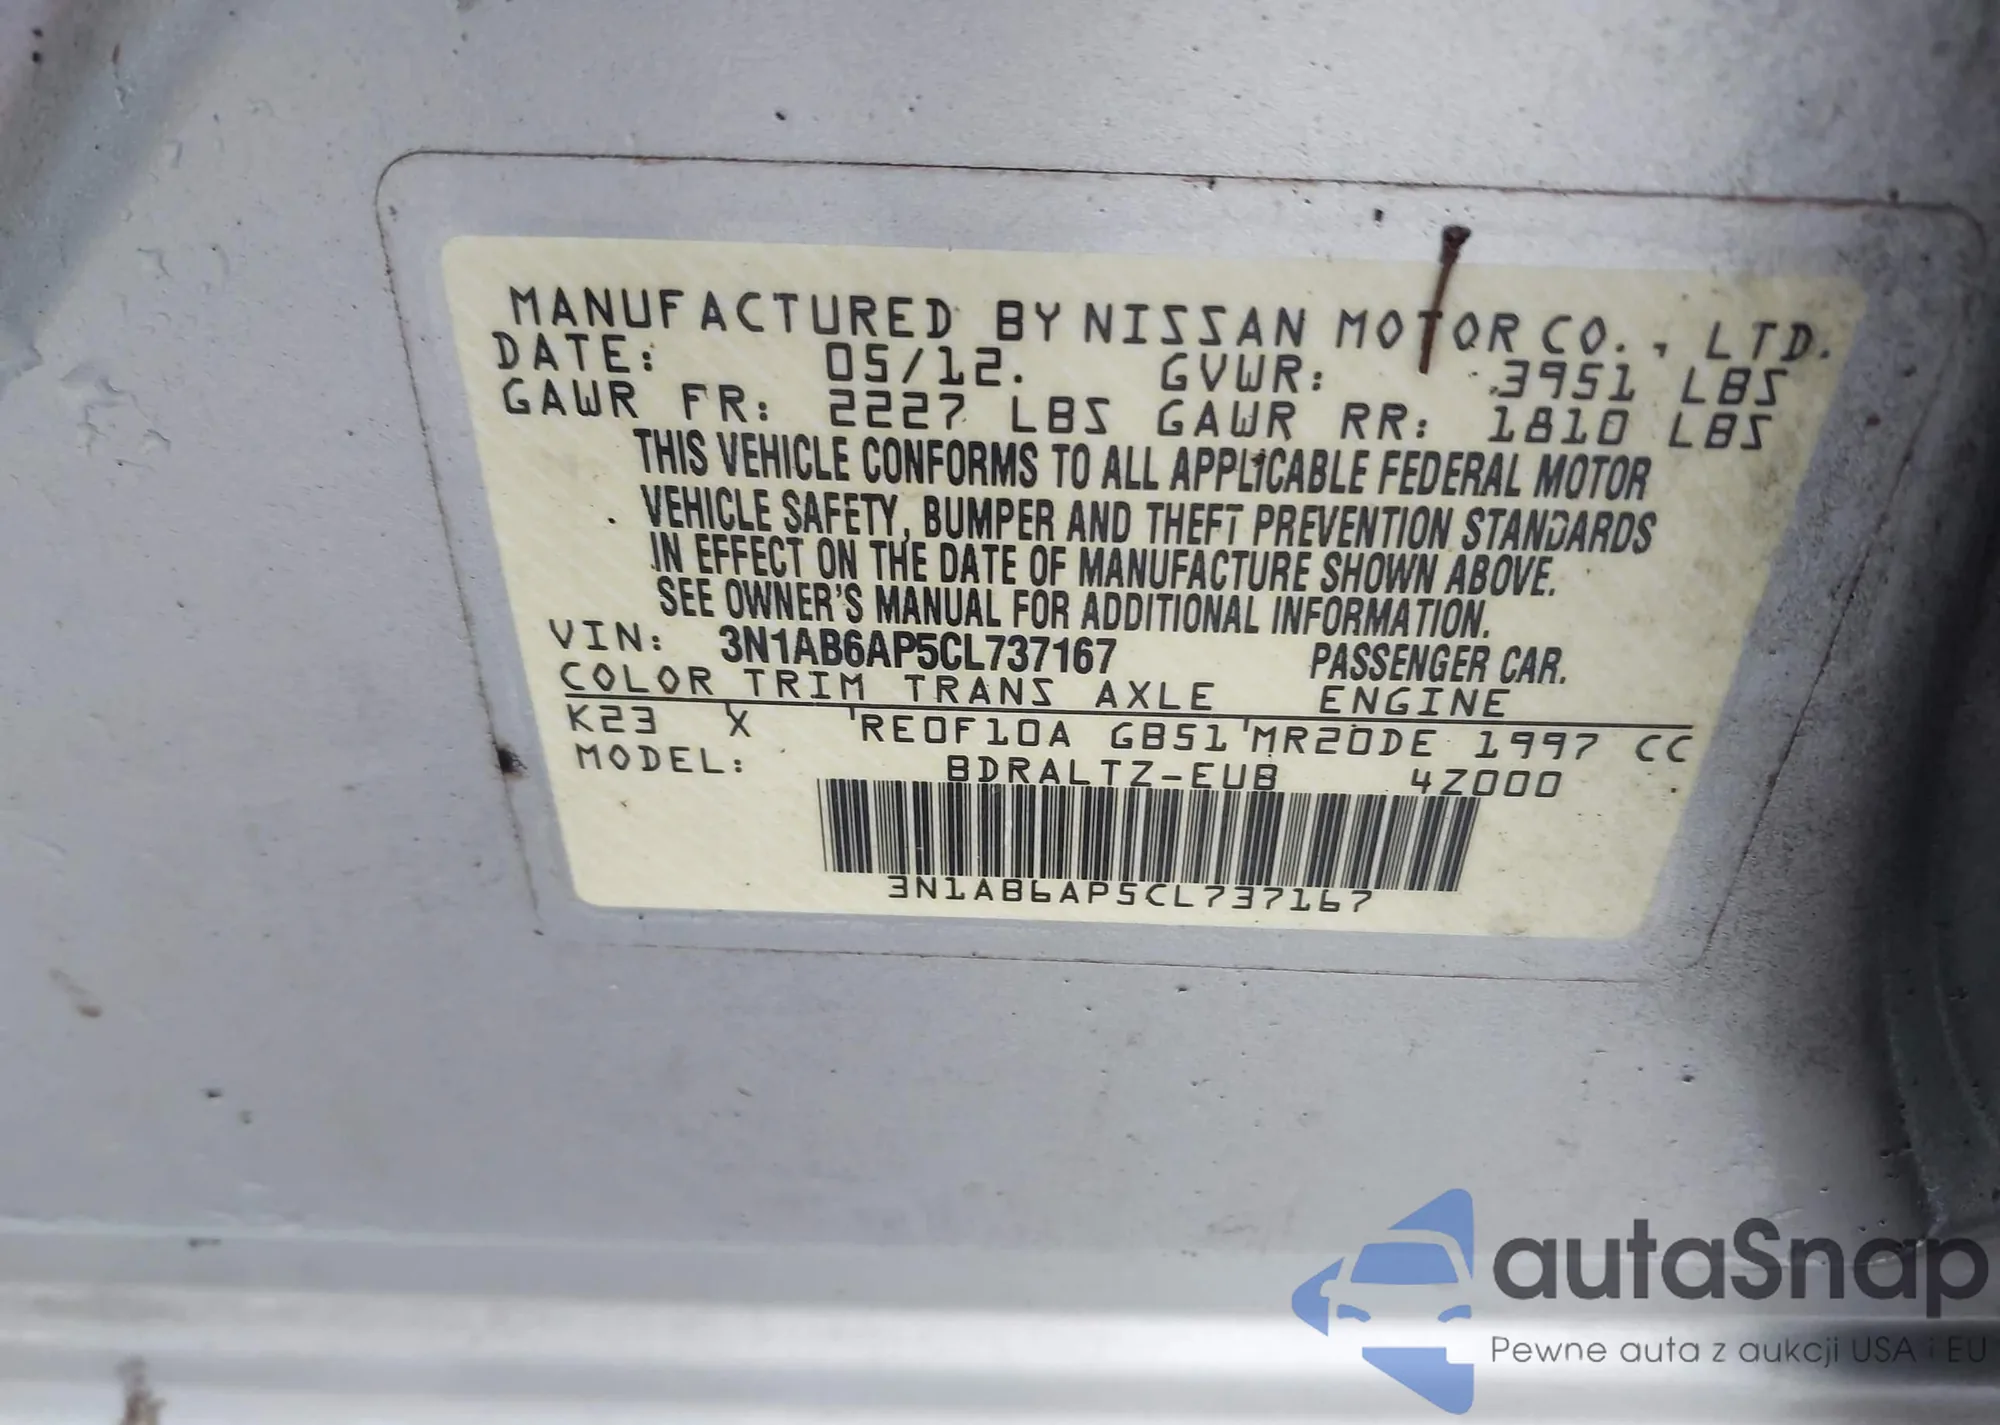 MANUFACTURED BY NISSAN MOTOR CO., LTD.
DATE: 05/12. GVWR: 3951 LBS
GAWR FR: 2227 LBS GAWR RR: 1810 LBS
THIS VEHICLE CONFORMS TO ALL APPLICABLE FEDERAL MOTOR
VEHICLE SAFETY, BUMPER AND THEFT PREVENTION STANDARDS
IN EFFECT ON THE DATE OF MANUFACTURE SHOWN ABOVE.
SEE OWNER'S MANUAL FOR ADDITIONAL INFORMATION.
VIN: 3N1AB6AP5CL737167 PASSENGER CAR.
COLOR TRIM TRANS AXLE ENGINE
K23 X RE0F10A GB51 MR20DE 1997 CC
MODEL: BDRALTZ-EUB 4Z000
3N1AB6AP5CL737167
autaSnap
Pewne auta z aukcji USA i EU